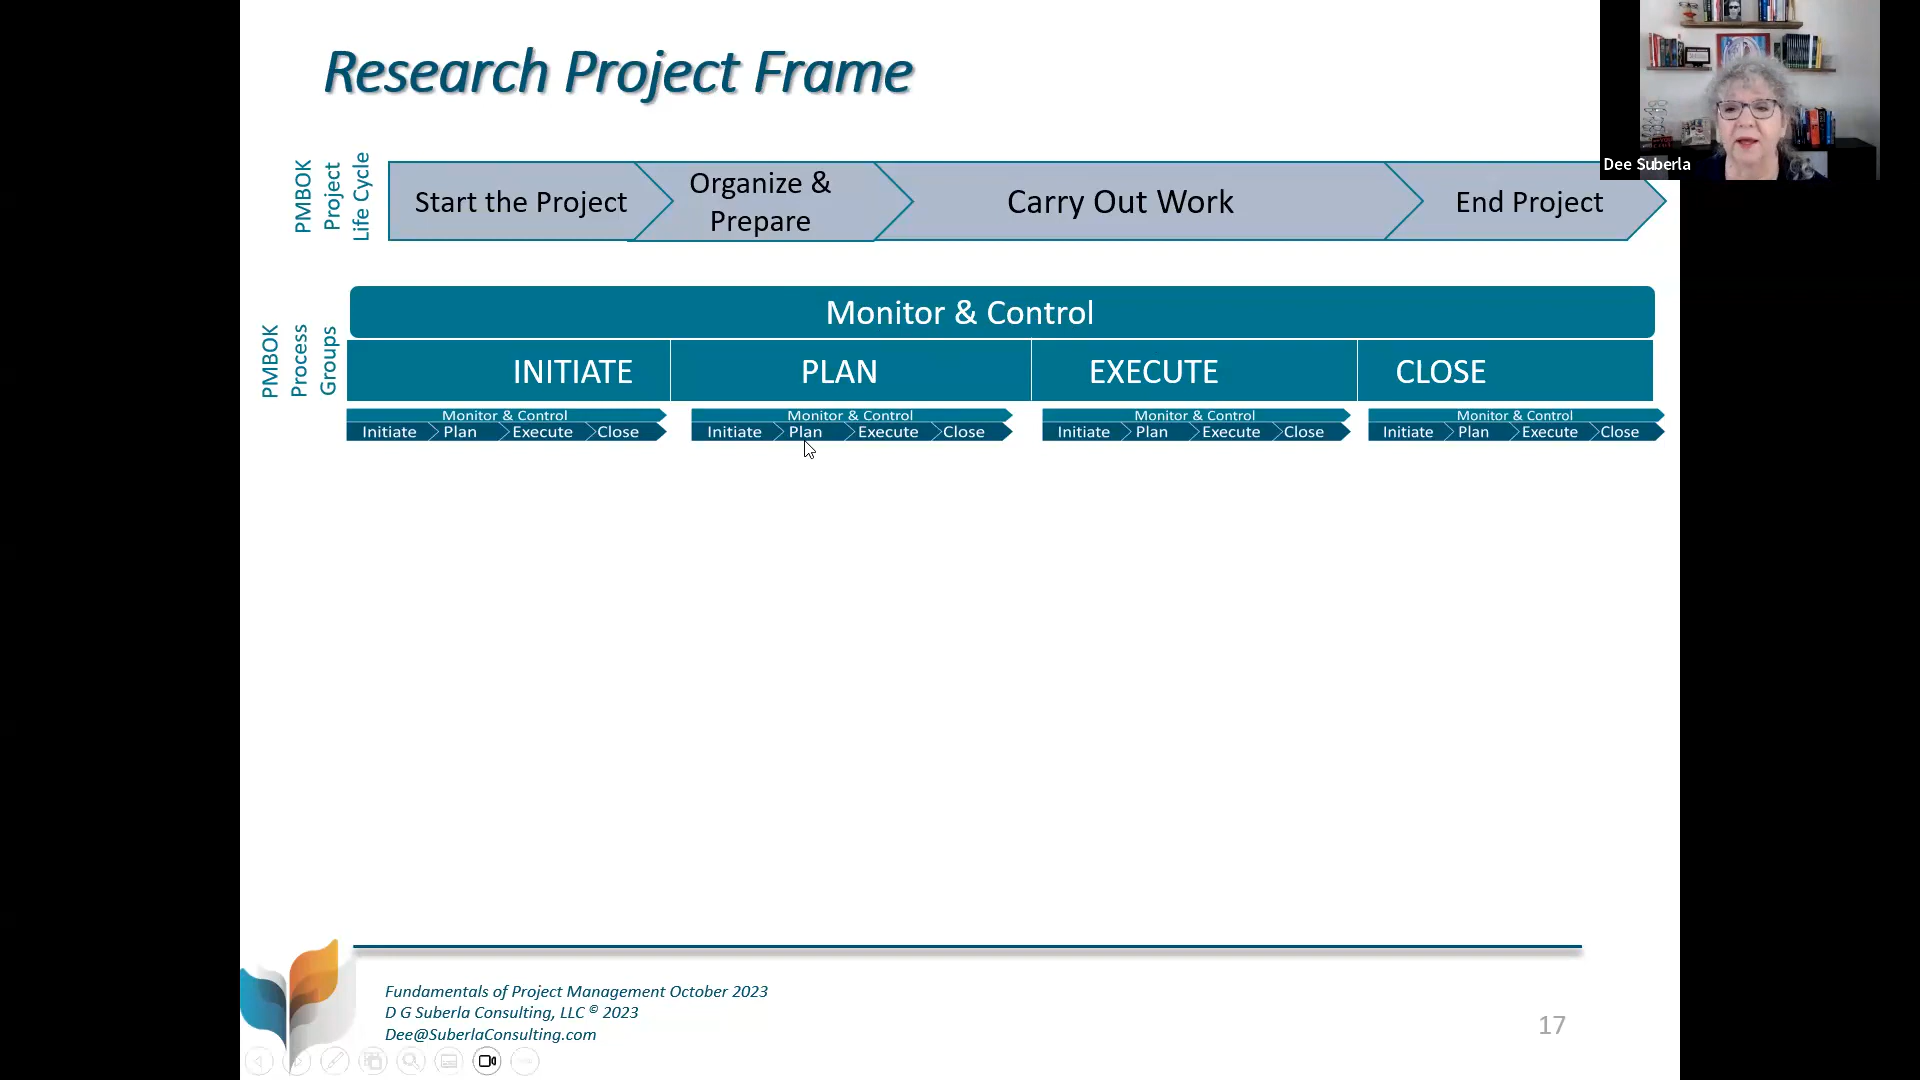 Research Project Frame
Dee Suberla
PMBOK
Project
Life Cycle
Start the Project
Organize &
Prepare
Carry Out Work
End Project
PMBOK
Process
Groups
Monitor & Control
INITIATE
PLAN
EXECUTE
CLOSE
Monitor & Control
Initiate Plan Execute Close
Monitor & Control
Initiate Plan Execute Close
Monitor & Control
Initiate Plan Execute Close
Monitor & Control
Initiate Plan Execute Close
Fundamentals of Project Management October 2023
D G Suberla Consulting, LLC © 2023
Dee@SuberlaConsulting.com
17